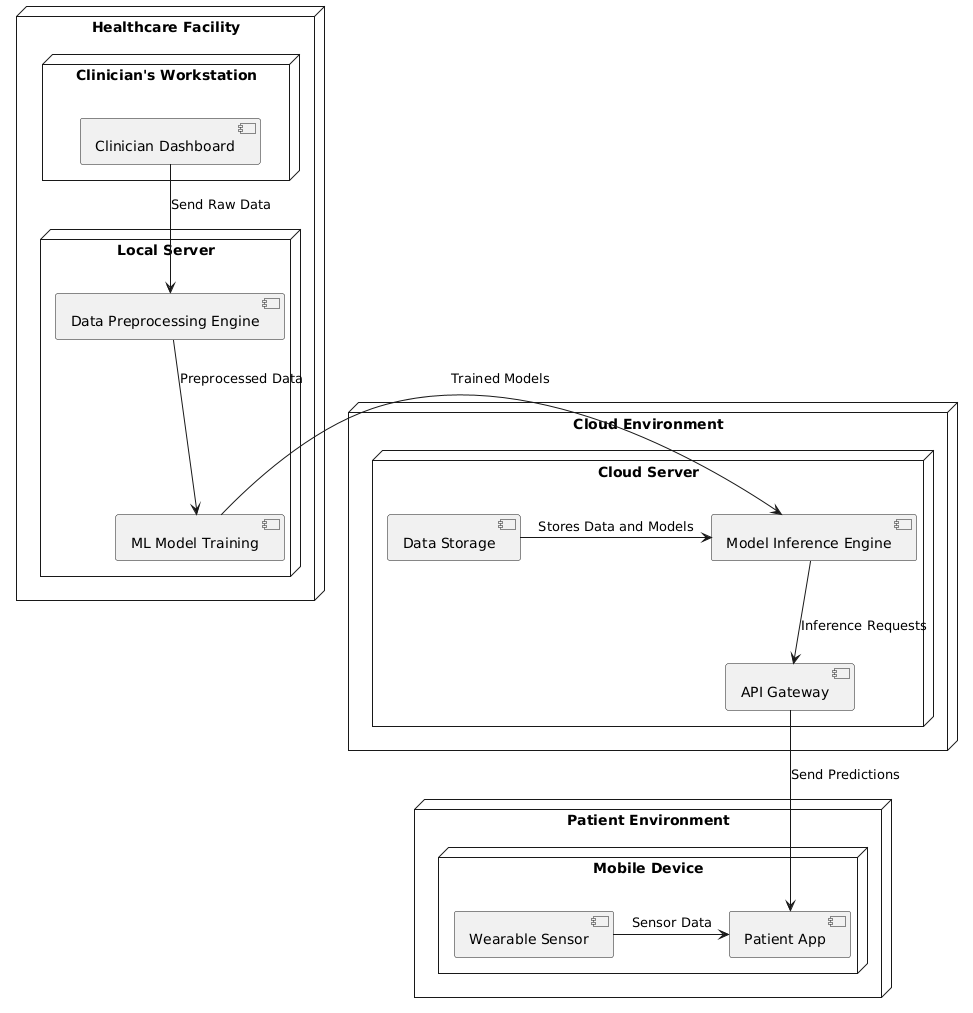 Healthcare Facility
Clinician's Workstation
Clinician Dashboard
Send Raw Data
Local Server
Data Preprocessing Engine
Preprocessed Data
ML Model Training
Trained Models
Cloud Environment
Cloud Server
Data Storage
Stores Data and Models
Model Inference Engine
Inference Requests
API Gateway
Send Predictions
Patient Environment
Mobile Device
Wearable Sensor
Sensor Data
Patient App